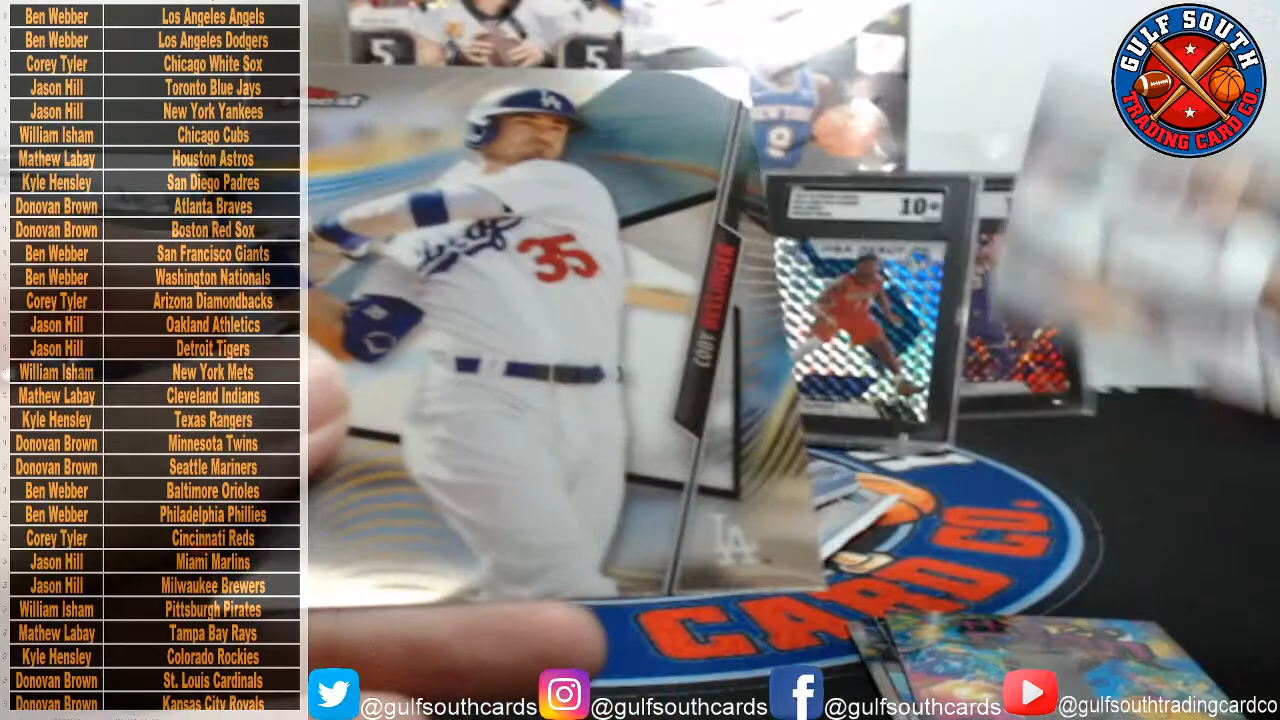 Ben Webber Los Angeles Angels
Ben Webber Los Angeles Dodgers
Corey Tyler Chicago White Sox
Jason Hill Toronto Blue Jays
Jason Hill New York Yankees
William Isham Chicago Cubs
Mathew Labay Houston Astros
Kyle Hensley San Diego Padres
Donovan Brown Atlanta Braves
Donovan Brown Boston Red Sox
Ben Webber San Francisco Giants
Ben Webber Washington Nationals
Corey Tyler Arizona Diamondbacks
Jason Hill Oakland Athletics
Jason Hill Detroit Tigers
William Isham New York Mets
Mathew Labay Cleveland Indians
Kyle Hensley Texas Rangers
Donovan Brown Minnesota Twins
Donovan Brown Seattle Mariners
Ben Webber Baltimore Orioles
Ben Webber Philadelphia Phillies
Corey Tyler Cincinnati Reds
Jason Hill Miami Marlins
Jason Hill Milwaukee Brewers
William Isham Pittsburgh Pirates
Mathew Labay Tampa Bay Rays
Kyle Hensley Colorado Rockies
Donovan Brown St. Louis Cardinals
Donovan Brown Kansas City Royals
5
5
LA
Dodgers
35
CODY BELLINGER
LA
9
10
CARD CO.
GULF SOUTH
TRADING CARD CO.
@gulfsouthcards
@gulfsouthcards
@gulfsouthcards
@gulfsouthtradingcardco